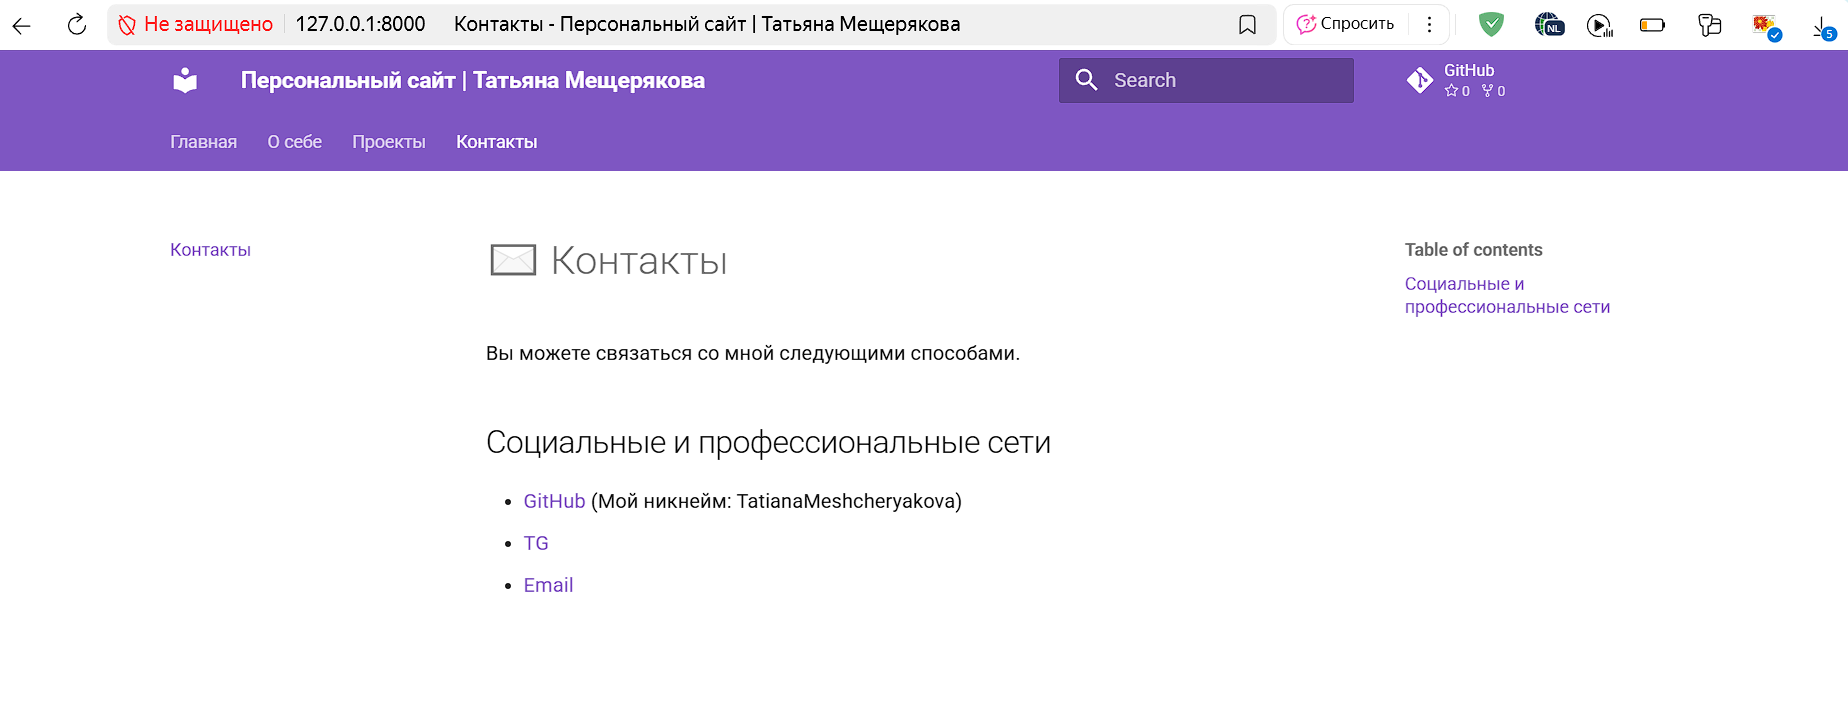 Не защищено 127.0.0.1:8000 Контакты - Персональный сайт | Татьяна Мещерякова Спросить
NL
5
Персональный сайт | Татьяна Мещерякова
Search
GitHub
0 0
Главная О себе Проекты Контакты
Контакты
Контакты
Вы можете связаться со мной следующими способами.
Социальные и профессиональные сети
GitHub (Мой никнейм: TatianaMeshcheryakova)
TG
Email
Table of contents
Социальные и
профессиональные сети